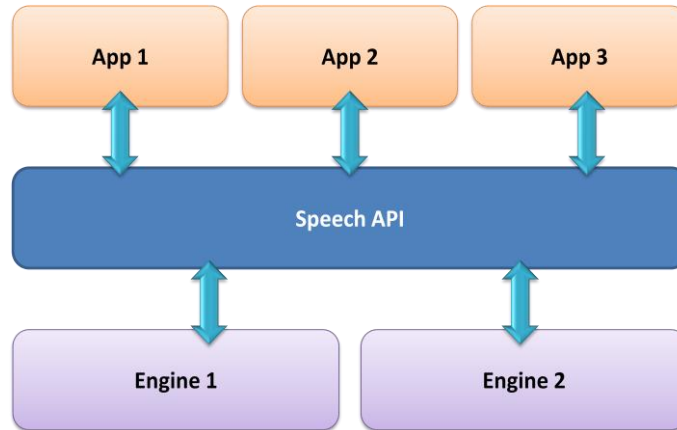 App 1
App 2
App 3
Speech API
Engine 1
Engine 2